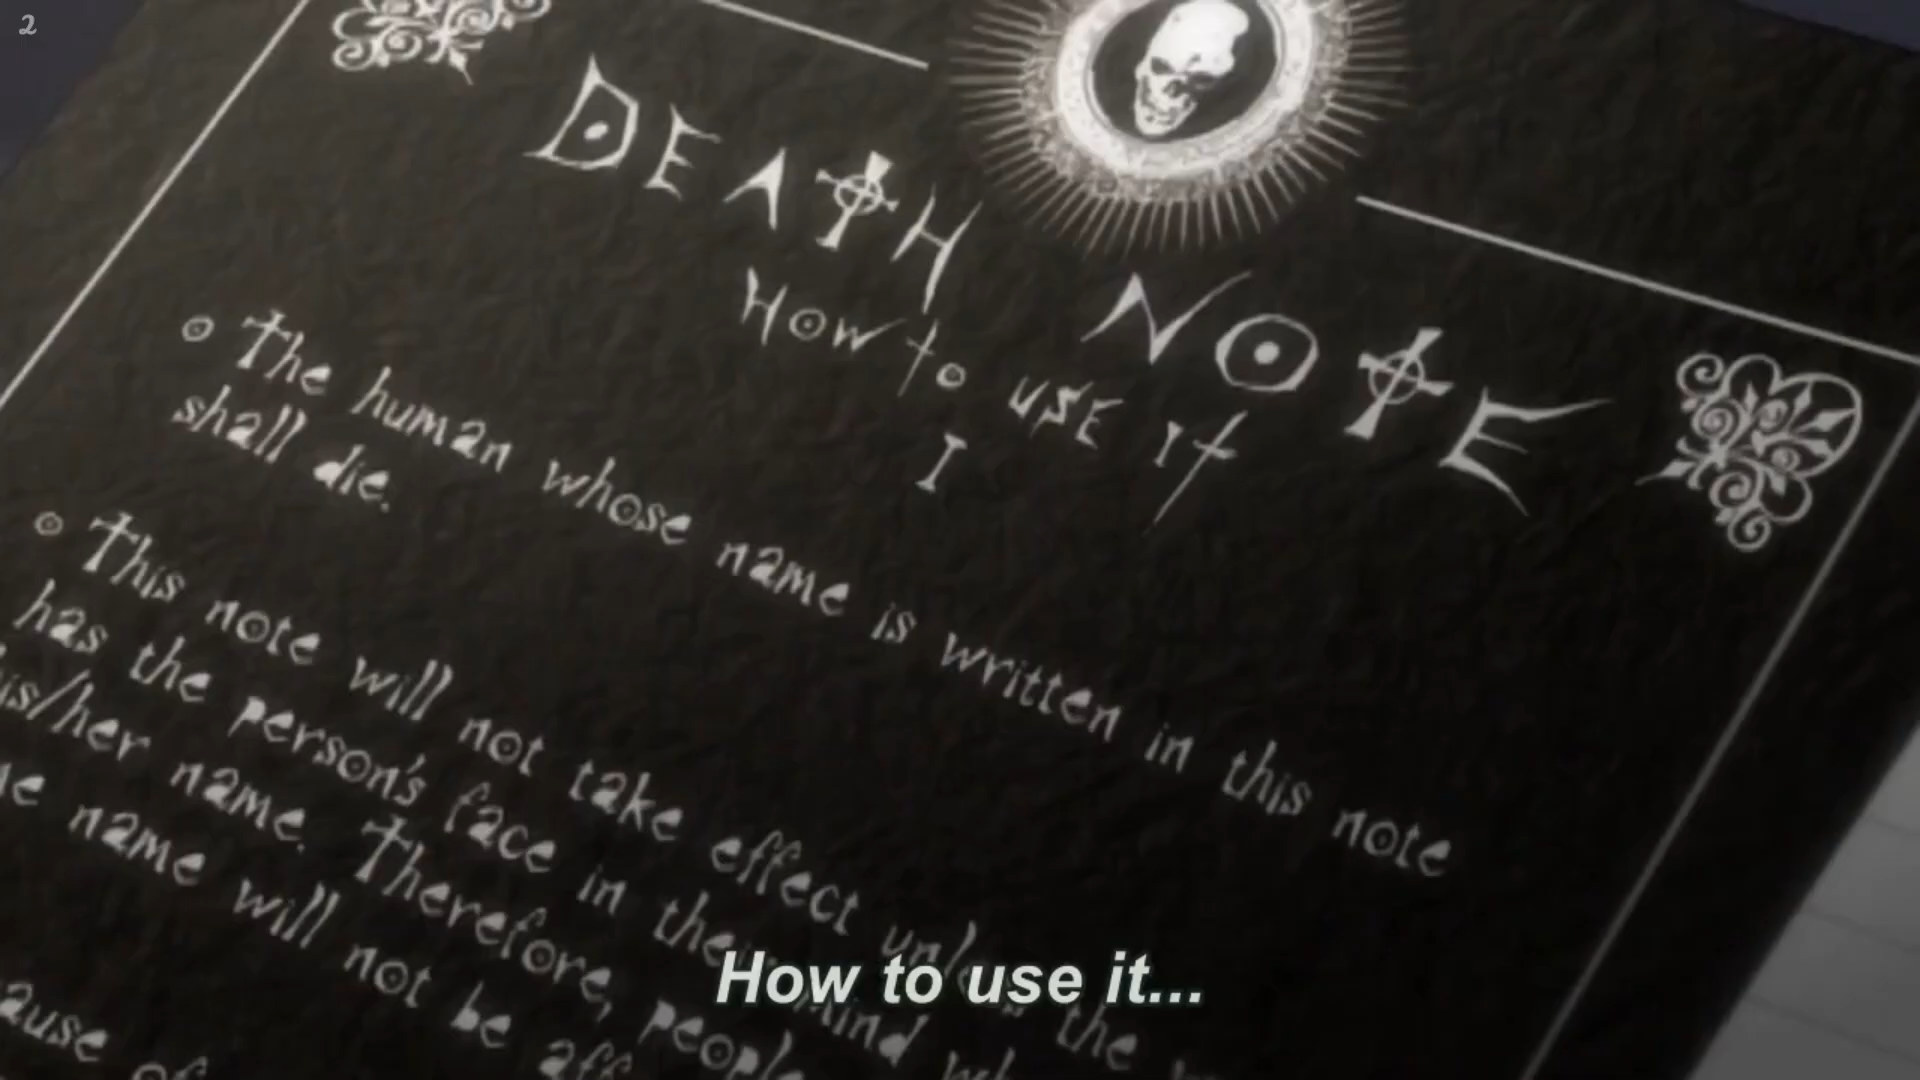 2
DEATH NOTE
How to use it
I
The human whose name is written in this note
shall die.
This note will not take effect the
has the person's face in mind
his/her name. Therefore, people
name will not be
How to use it...